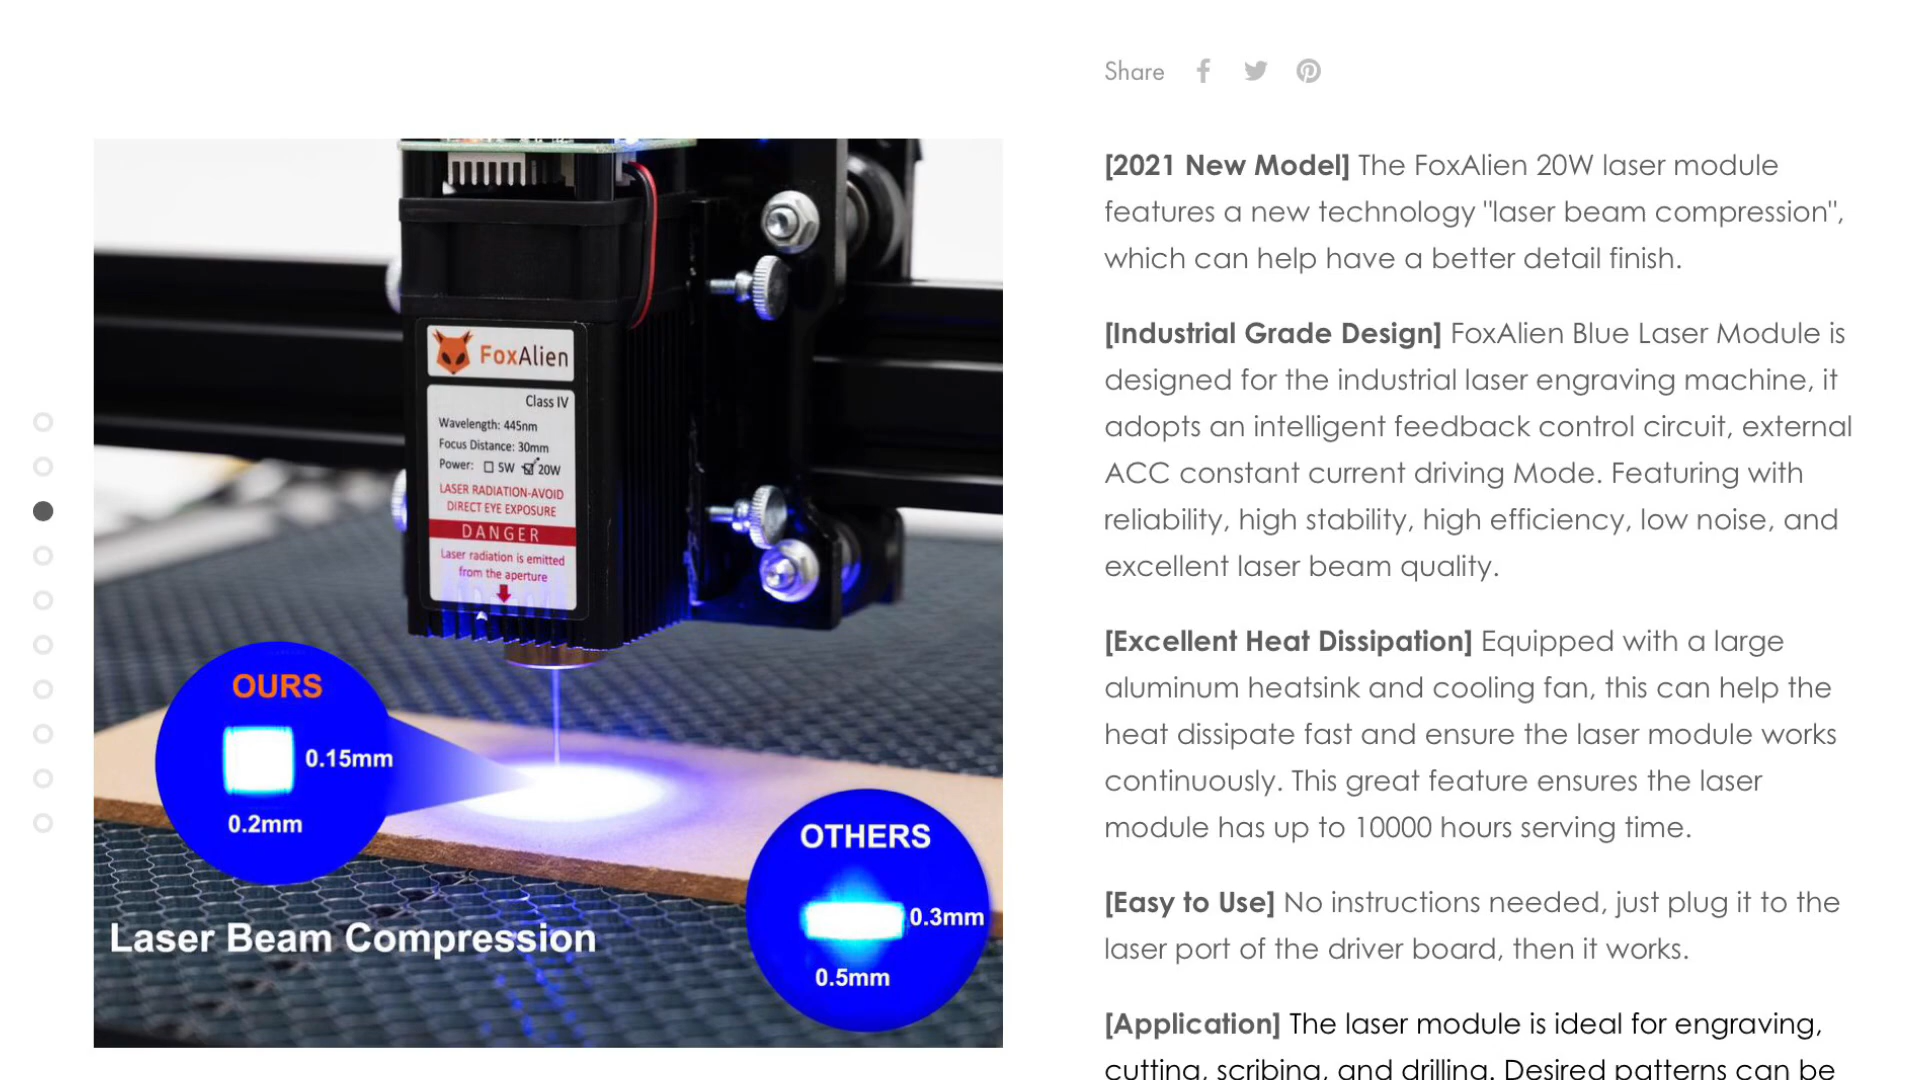 Share
[2021 New Model] The FoxAlien 20W laser module
features a new technology "laser beam compression",
which can help have a better detail finish.
[Industrial Grade Design] FoxAlien Blue Laser Module is
designed for the industrial laser engraving machine, it
adopts an intelligent feedback control circuit, external
ACC constant current driving Mode. Featuring with
reliability, high stability, high efficiency, low noise, and
excellent laser beam quality.
[Excellent Heat Dissipation] Equipped with a large
aluminum heatsink and cooling fan, this can help the
heat dissipate fast and ensure the laser module works
continuously. This great feature ensures the laser
module has up to 10000 hours serving time.
[Easy to Use] No instructions needed, just plug it to the
laser port of the driver board, then it works.
[Application] The laser module is ideal for engraving,
cutting, scribing, and drilling. Desired patterns can be
FoxAlien
Class IV
Wavelength: 445nm
Focus Distance: 30mm
Power: 5W 20W
LASER RADIATION-AVOID
DIRECT EYE EXPOSURE
DANGER
Laser radiation is emitted
from the aperture
OURS
0.15mm
0.2mm
OTHERS
0.3mm
0.5mm
Laser Beam Compression